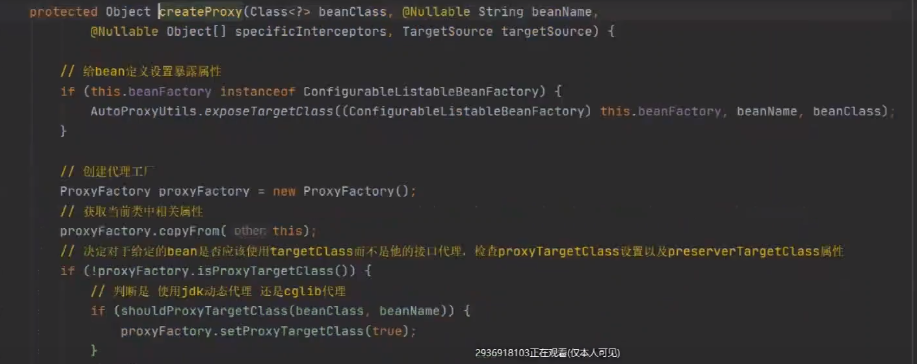 protected Object createProxy(Class<?> beanClass, @Nullable String beanName,
@Nullable Object[] specificInterceptors, TargetSource targetSource) {
// 给bean定义设置暴露属性
if (this.beanFactory instanceof ConfigurableListableBeanFactory) {
AutoProxyUtils.exposeTargetClass((ConfigurableListableBeanFactory) this.beanFactory, beanName, beanClass);
}
// 创建代理工厂
ProxyFactory proxyFactory = new ProxyFactory();
// 获取当前类中相关属性
proxyFactory.copyFrom( other: this);
// 决定对于给定的bean是否应该使用targetClass而不是他的接口代理，检查proxyTargetClass设置以及preserverTargetClass属性
if (!proxyFactory.isProxyTargetClass()) {
// 判断是 使用jdk动态代理 还是cglib代理
if (shouldProxyTargetClass(beanClass, beanName)) {
proxyFactory.setProxyTargetClass(true);
}
2936918103正在观看(仅本人可见)